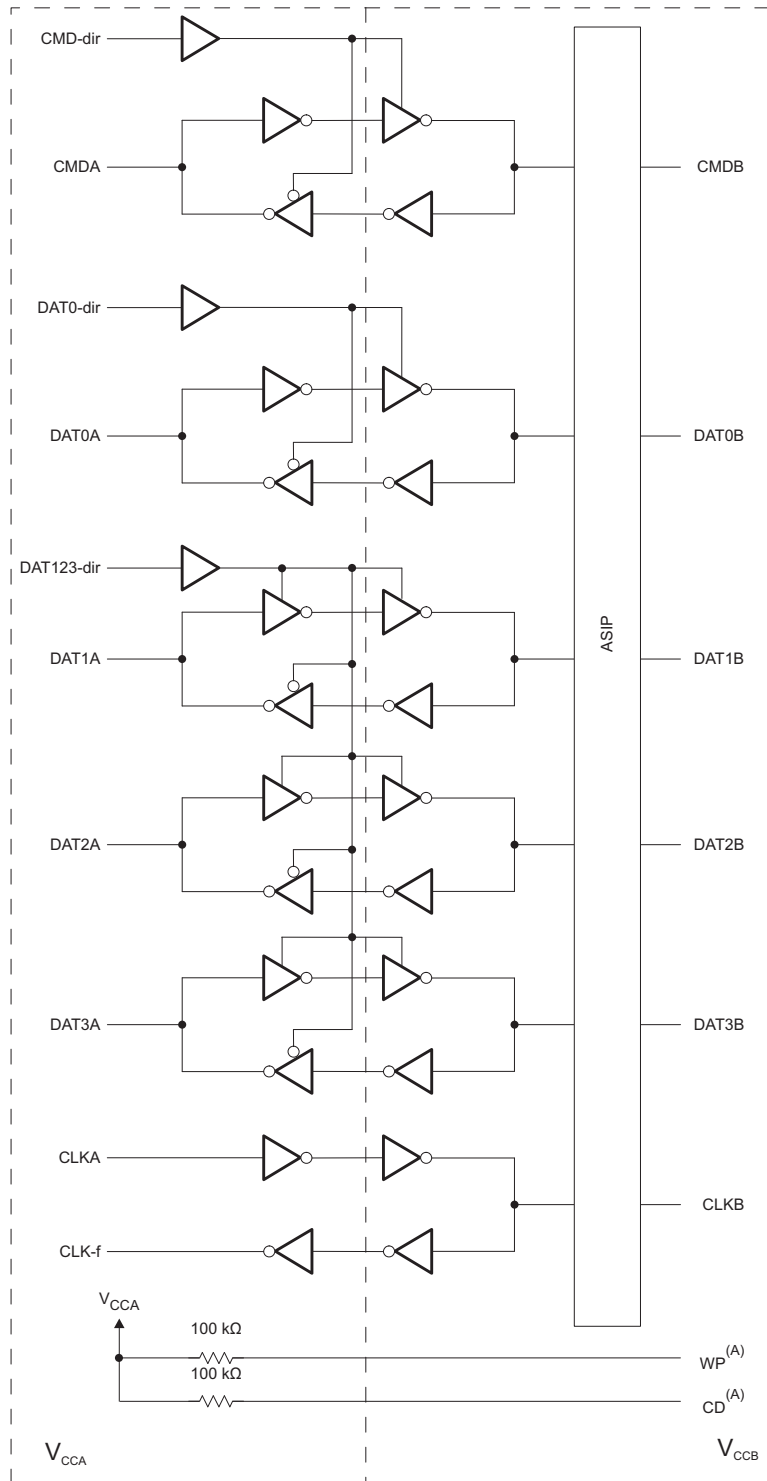 CMD-dir
CMDA
CMDB
DAT0-dir
DAT0A
DAT0B
DAT123-dir
ASIP
DAT1A
DAT1B
DAT2A
DAT2B
DAT3A
DAT3B
CLKA
CLKB
CLK-f
VCCA
100 kΩ
WP(A)
100 kΩ
CD(A)
VCCA
VCCB